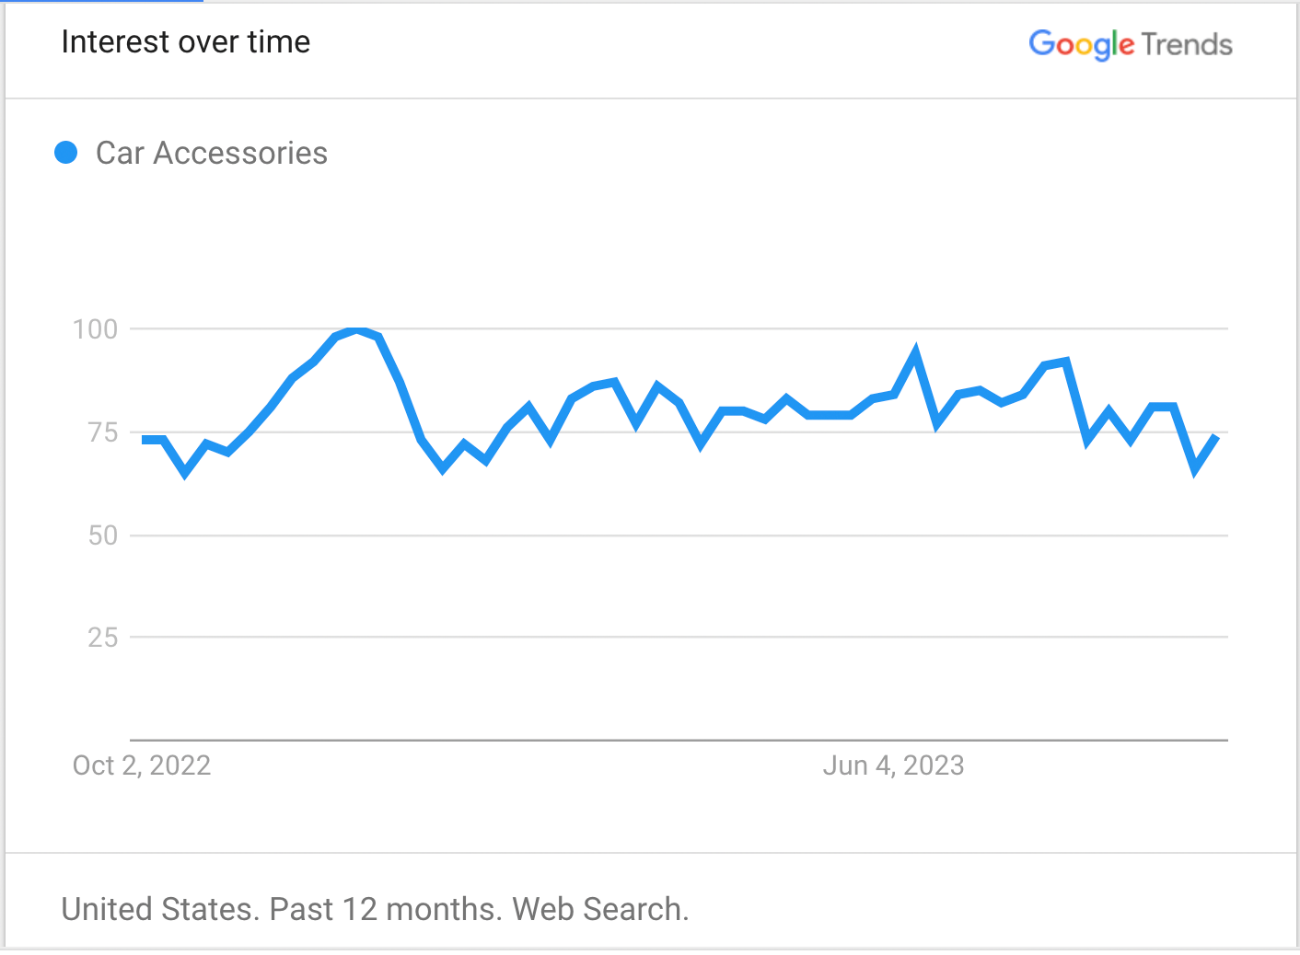 Interest over time
Google Trends
Car Accessories
100
75
50
25
Oct 2, 2022
Jun 4, 2023
United States. Past 12 months. Web Search.